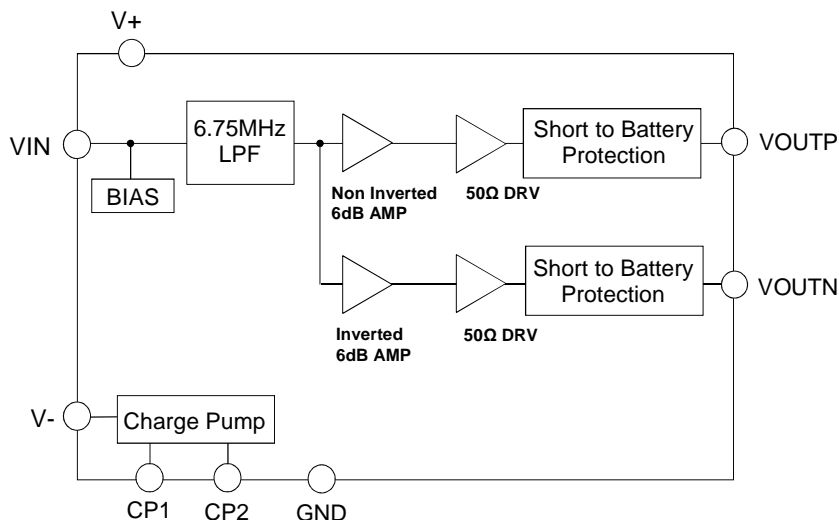 V+
VIN
6.75MHz
LPF
BIAS
Non Inverted
6dB AMP
50Ω DRV
Short to Battery
Protection
VOUTP
Inverted
6dB AMP
50Ω DRV
Short to Battery
Protection
VOUTN
V-
Charge Pump
CP1
CP2
GND